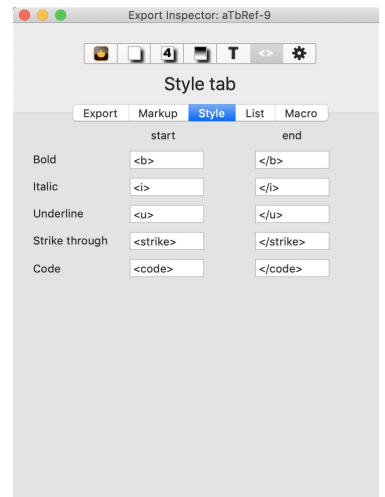 Export Inspector: aTbRef-9
4 T <>
Style tab
Export Markup Style List Macro
start end
Bold <b> </b>
Italic <i> </i>
Underline <u> </u>
Strike through <strike> </strike>
Code <code> </code>